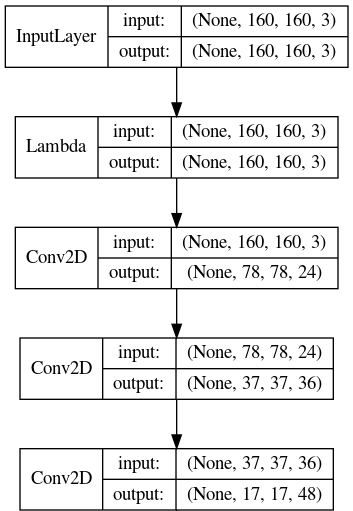 InputLayer input: (None, 160, 160, 3)
output: (None, 160, 160, 3)
Lambda input: (None, 160, 160, 3)
output: (None, 160, 160, 3)
Conv2D input: (None, 160, 160, 3)
output: (None, 78, 78, 24)
Conv2D input: (None, 78, 78, 24)
output: (None, 37, 37, 36)
Conv2D input: (None, 37, 37, 36)
output: (None, 17, 17, 48)